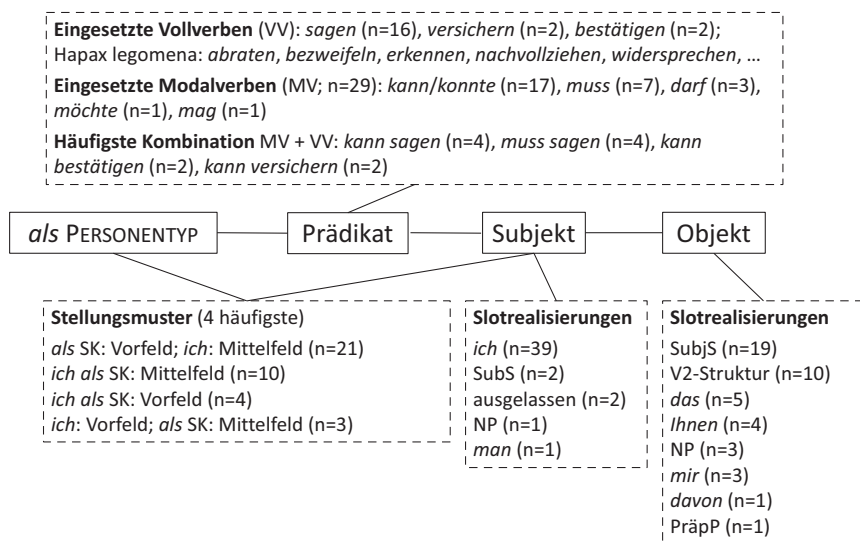 Eingesetzte Vollverben (VV): sagen (n=16), versichern (n=2), bestätigen (n=2);
Hapax legomena: abraten, bezweifeln, erkennen, nachvollziehen, widersprechen, …
Eingesetzte Modalverben (MV; n=29): kann/konnte (n=17), muss (n=7), darf (n=3),
möchte (n=1), mag (n=1)
Häufigste Kombination MV + VV: kann sagen (n=4), muss sagen (n=4), kann
bestätigen (n=2), kann versichern (n=2)
als PERSONENTYP
Prädikat
Subjekt
Objekt
Stellungsmuster (4 häufigste)
als SK: Vorfeld; ich: Mittelfeld (n=21)
ich als SK: Mittelfeld (n=10)
ich als SK: Vorfeld (n=4)
ich: Vorfeld; als SK: Mittelfeld (n=3)
Slotrealisierungen
ich (n=39)
SubS (n=2)
ausgelassen (n=2)
NP (n=1)
man (n=1)
Slotrealisierungen
SubjS (n=19)
V2-Struktur (n=10)
das (n=5)
Ihnen (n=4)
NP (n=3)
mir (n=3)
davon (n=1)
PräpP (n=1)